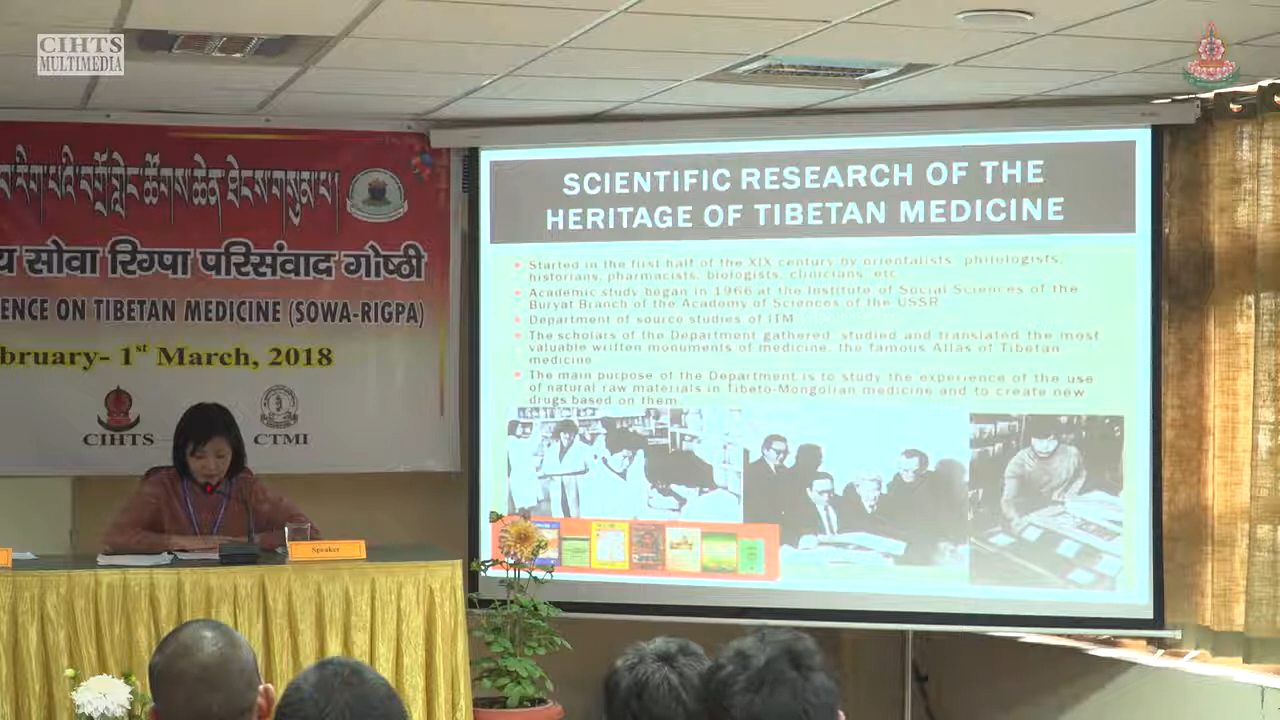 CIHTS
MULTIMEDIA
རིག་པའི་བགྲོ་གླེང་ཚོགས་ཆེན་ཐེངས་གསུམ་པ།
य सोवा रिग्पा परिसंवाद गोष्ठी
ENCE ON TIBETAN MEDICINE (SOWA-RIGPA)
bruary- 1st March, 2018
CIHTS
CTMI
Speaker
SCIENTIFIC RESEARCH OF THE
HERITAGE OF TIBETAN MEDICINE
Started in the first half of the XIX century by orientalists, philologists,
historians, pharmacists, biologists, clinicians, etc
Academic study began in 1966 at the Institute of Social Sciences of the
Buryat Branch of the Academy of Sciences of the USSR
Department of source studies of ITM
The scholars of the Department gathered, studied and translated the most
valuable written monuments of medicine, the famous Atlas of Tibetan
medicine
The main purpose of the Department is to study the experience of the use
of natural raw materials in Tibeto-Mongolian medicine and to create new
drugs based on them.